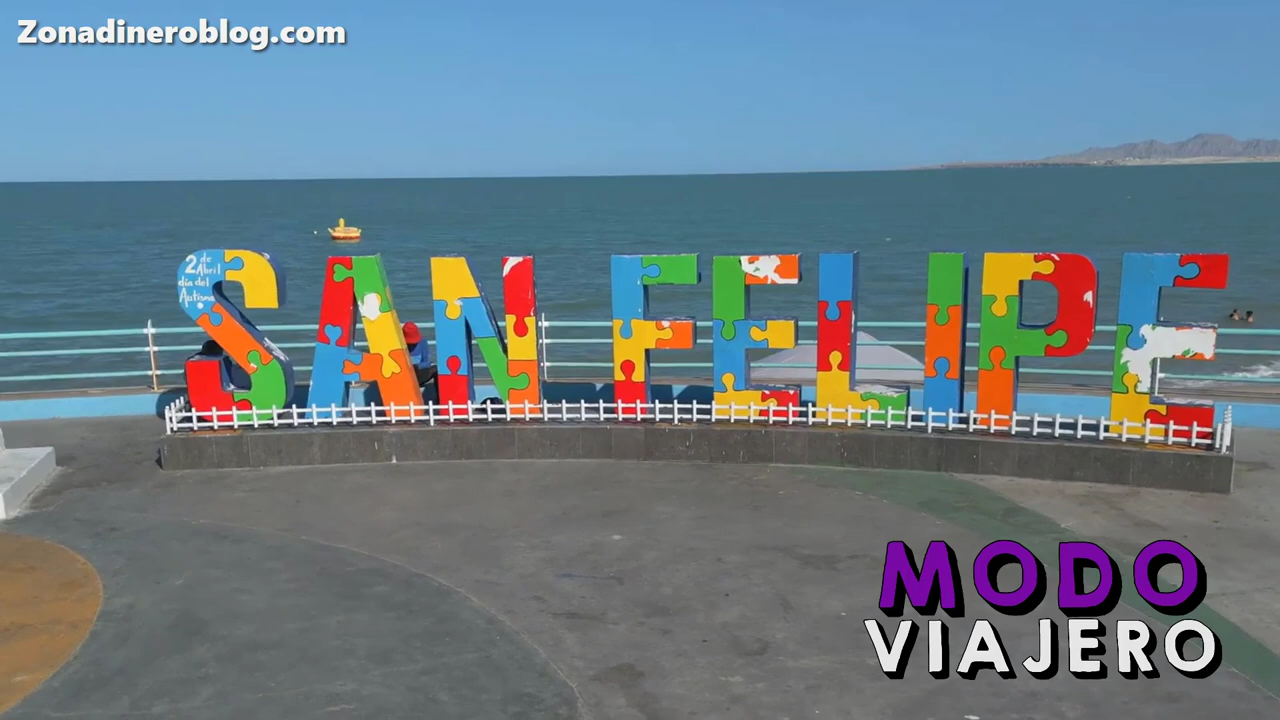 Zonadineroblog.com
2 de
Abril
día del
Autismo
SAN FELIPE
MODO
VIAJERO